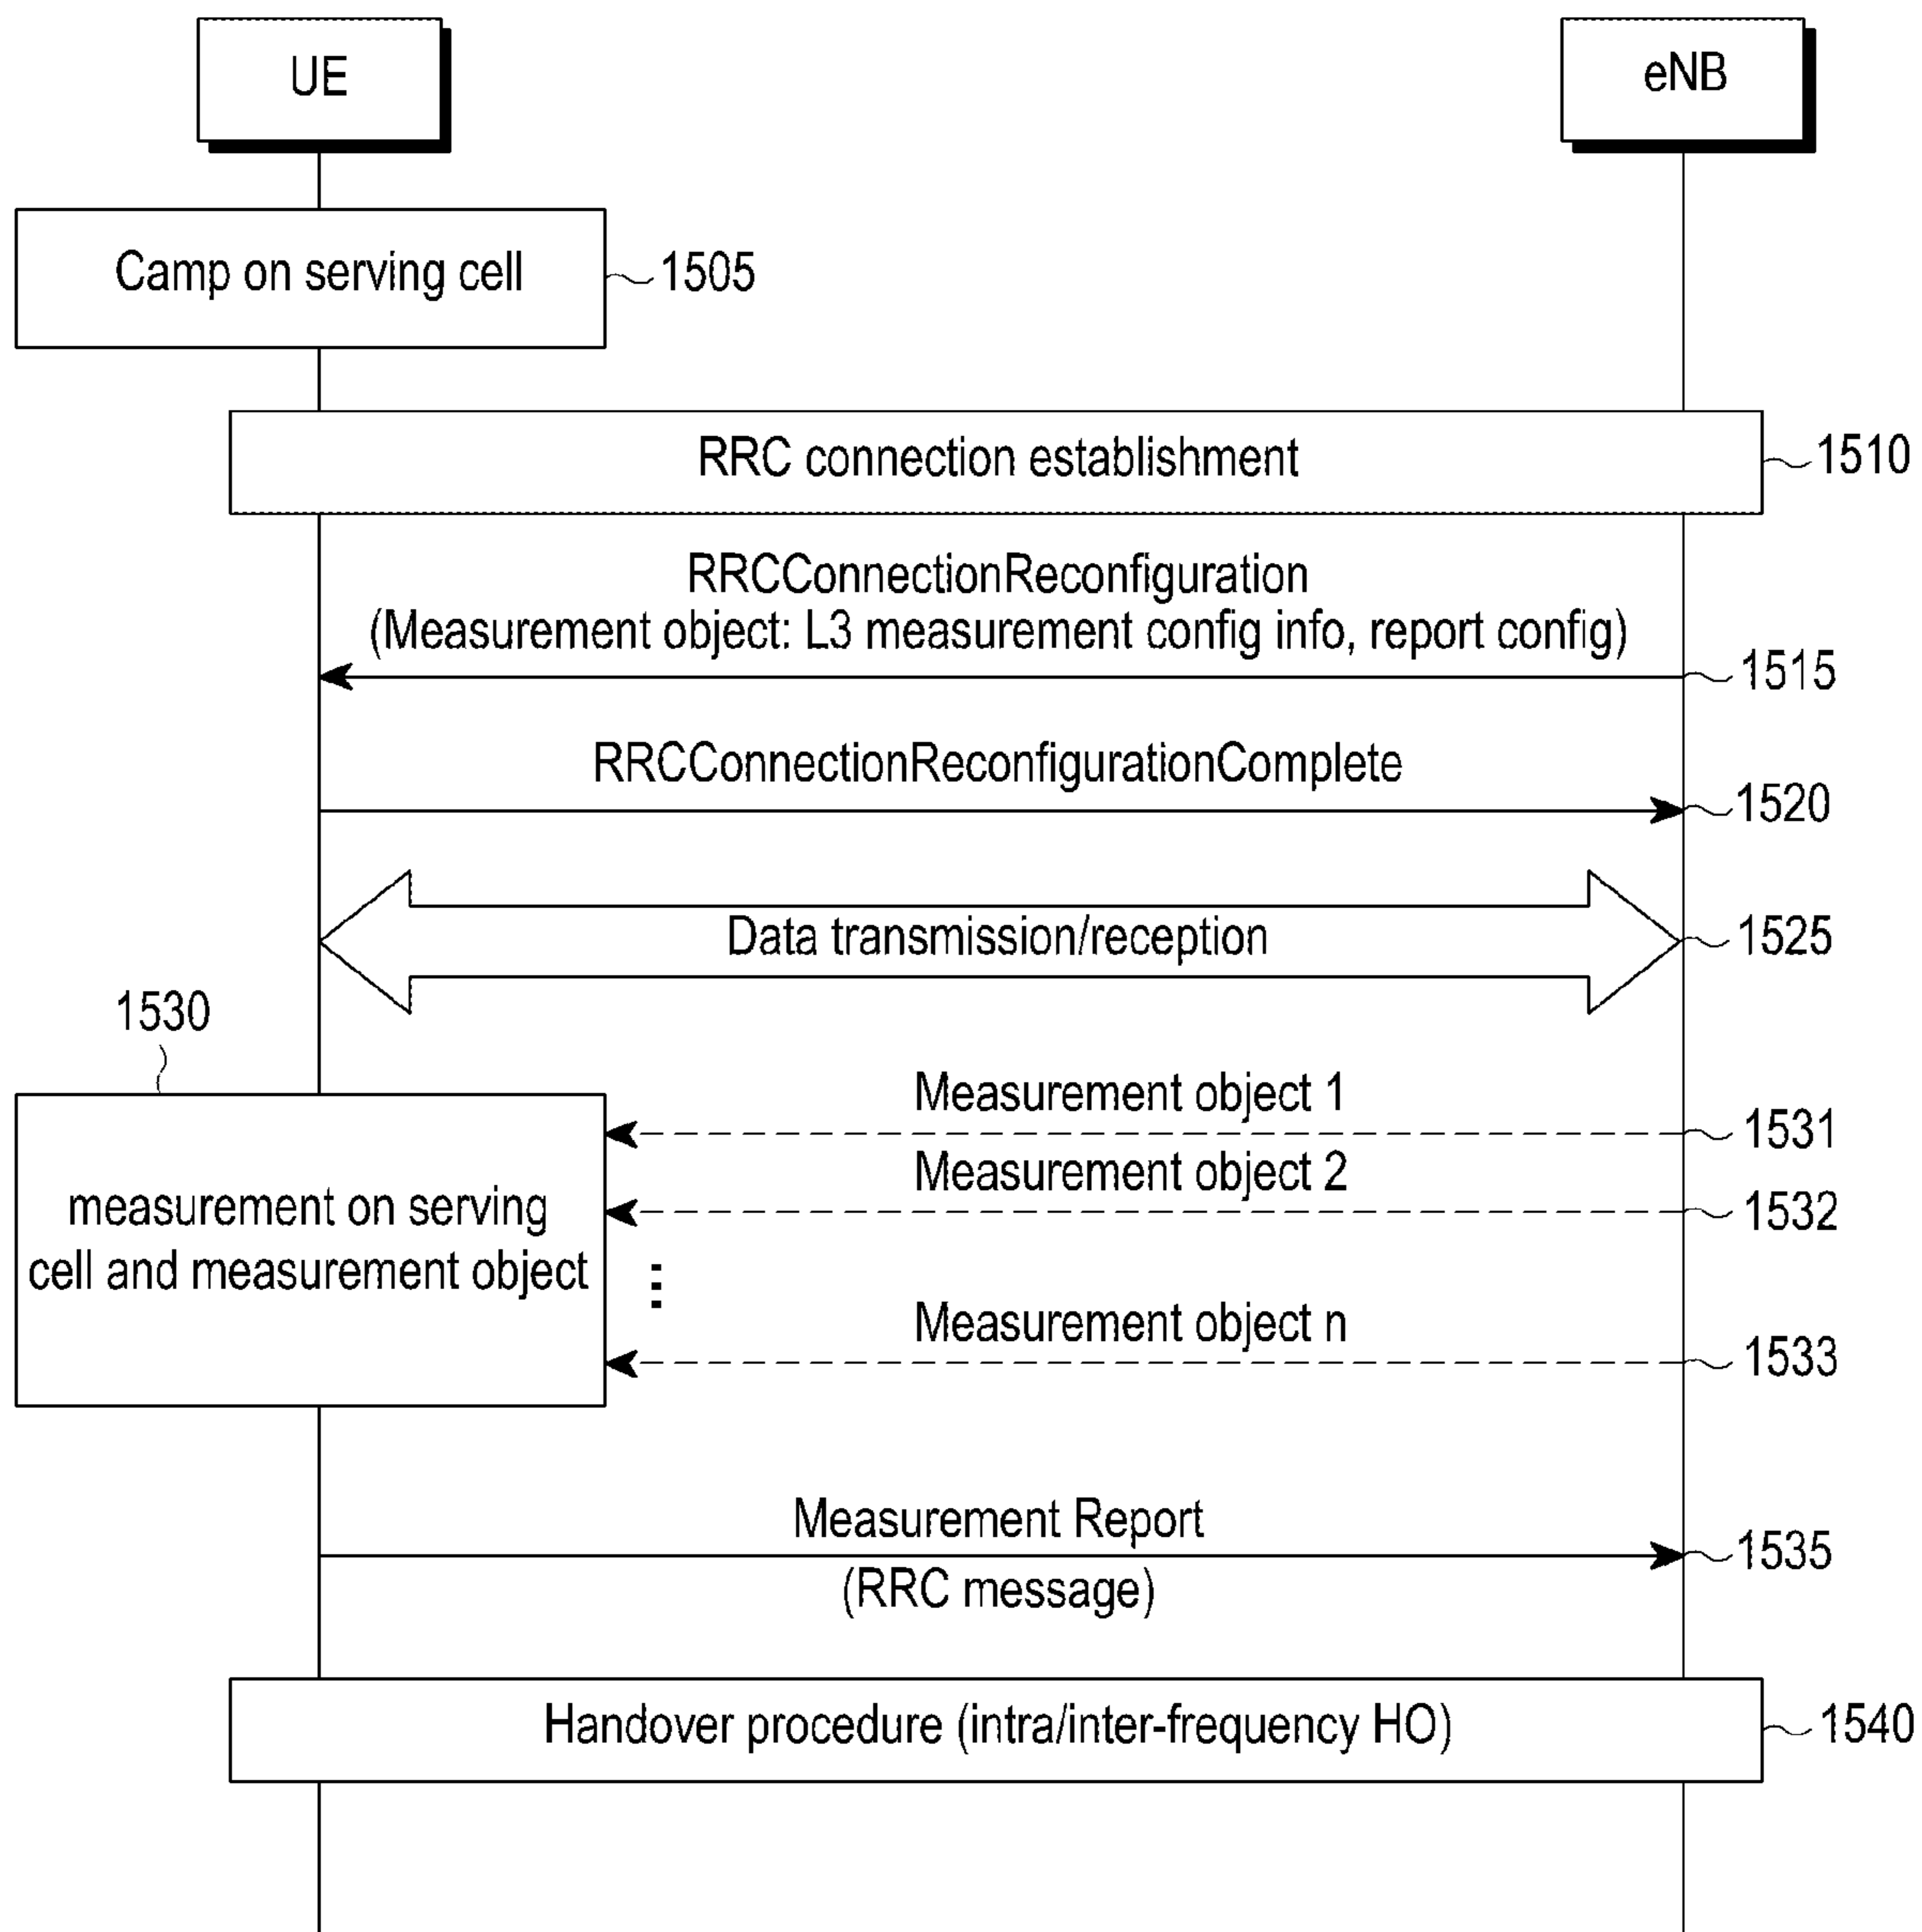 UE
eNB
Camp on serving cell
1505
RRC connection establishment
1510
RRCConnectionReconfiguration
(Measurement object: L3 measurement config info, report config)
1515
RRCConnectionReconfigurationComplete
1520
Data transmission/reception
1525
1530
Measurement object 1
1531
Measurement object 2
1532
measurement on serving
cell and measurement object
Measurement object n
1533
Measurement Report
1535
(RRC message)
Handover procedure (intra/inter-frequency HO)
1540